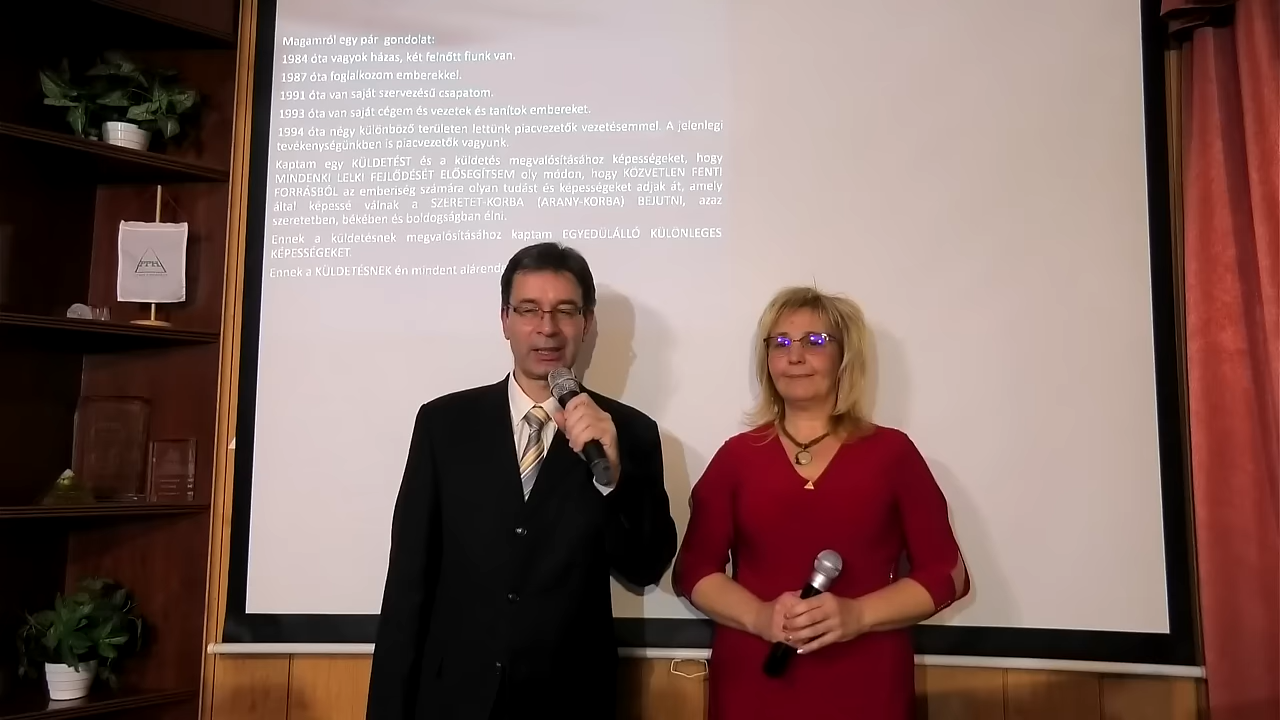 Magamról egy pár gondolat:
1984 óta vagyok házas, két felnőtt fiunk van.
1987 óta foglalkozom emberekkel.
1991 óta van saját szervezésű csapatom.
1993 óta van saját cégem és vezetek és tanítok embereket.
1994 óta négy különböző területen lettünk piacvezetők vezetésemmel. A jelenlegi
tevékenységünkben is piacvezetők vagyunk.
Kaptam egy KÜLDETÉST és a küldetés megvalósításához képességeket, hogy
MINDENKI LELKI FEJLŐDÉSÉT ELŐSEGÍTSEM oly módon, hogy KÖZVETLEN FENTI
FORRÁSBÓL az emberiség számára olyan tudást és képességeket adjak át, amely
által képessé válnak a SZERETET-KORBA (ARANY-KORBA) BEJUTNI, azaz
szeretetben, békében és boldogságban élni.
Ennek a küldetésnek megvalósításához kaptam EGYEDÜLÁLLÓ KÜLÖNLEGES
KÉPESSÉGEKET.
Ennek a KÜLDETÉSNEK én mindent alárend